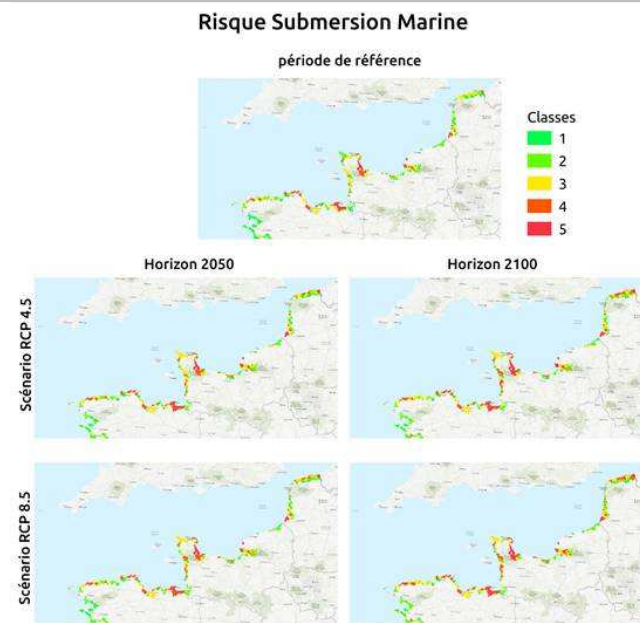 Risque Submersion Marine
période de référence
Classes
1
2
3
4
5
Horizon 2050
Horizon 2100
Scénario RCP 4.5
Scénario RCP 8.5